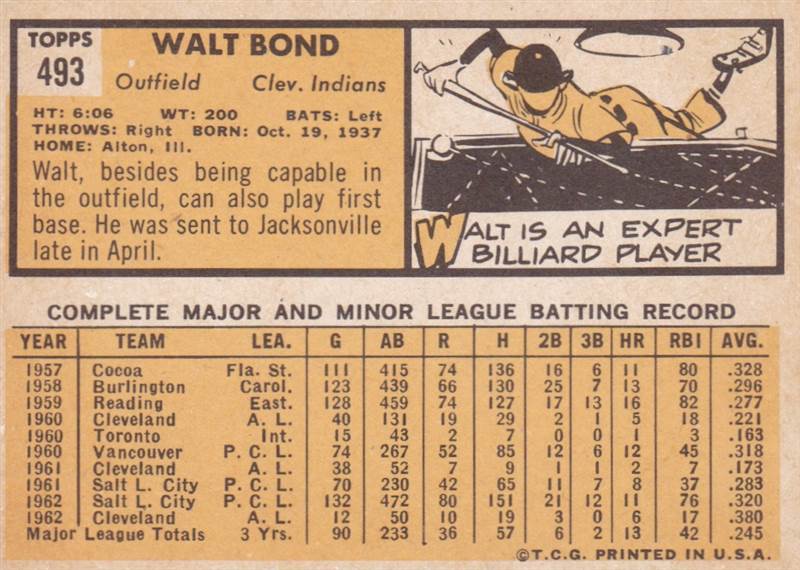 TOPPS
493
WALT BOND
Outfield Clev. Indians
HT: 6:06 WT: 200 BATS: Left
THROWS: Right BORN: Oct. 19, 1937
HOME: Alton, Ill.
Walt, besides being capable in
the outfield, can also play first
base. He was sent to Jacksonville
late in April.
WALT IS AN EXPERT
BILLIARD PLAYER
COMPLETE MAJOR AND MINOR LEAGUE BATTING RECORD
YEAR TEAM LEA. G AB R H 2B 3B HR RBI AVG.
1957 Cocoa Fla. St. 111 415 74 136 16 6 11 80 .328
1958 Burlington Carol. 123 439 66 130 25 7 13 70 .296
1959 Reading East. 128 459 74 127 17 13 16 82 .277
1960 Cleveland A. L. 40 131 19 29 2 1 5 18 .221
1960 Toronto Int. 15 43 2 7 0 0 1 3 .163
1960 Vancouver P. C. L. 74 267 52 85 12 6 12 45 .318
1961 Cleveland A. L. 38 52 7 9 1 1 2 7 .173
1961 Salt L. City P. C. L. 70 230 42 65 11 7 8 37 .283
1962 Salt L. City P. C. L. 132 472 80 151 21 12 11 76 .320
1962 Cleveland A. L. 12 50 10 19 3 0 6 17 .380
Major League Totals 3 Yrs. 90 233 36 57 6 2 13 42 .245
©T.C.G. PRINTED IN U.S.A.